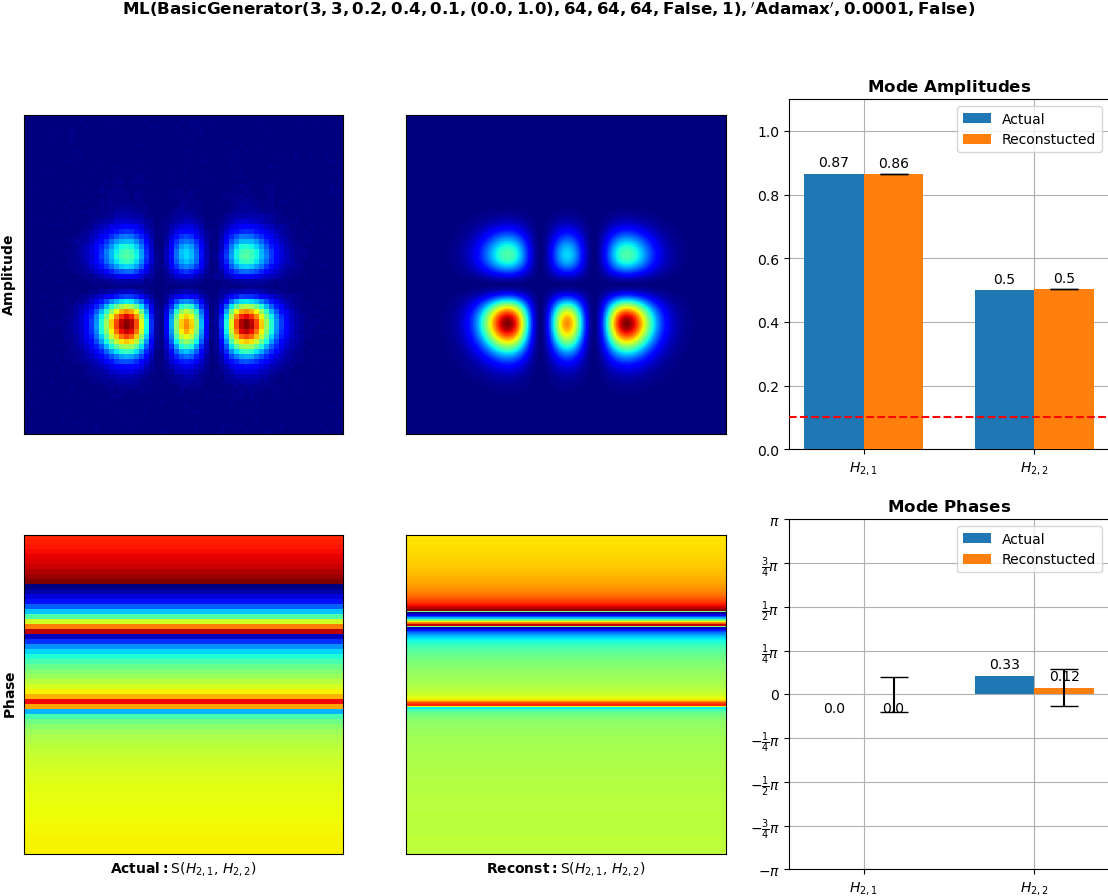 ML(BasicGenerator(3, 3, 0.2, 0.4, 0.1, (0.0, 1.0), 64, 64, 64, False, 1), ′Adamax′, 0.0001, False)
Amplitude
Mode Amplitudes
Actual
Reconstucted
1.0
0.8
0.6
0.4
0.2
0.0
0.87
0.86
0.5
0.5
H2, 1
H2, 2
Phase
Actual: S(H2, 1, H2, 2)
Reconst: S(H2, 1, H2, 2)
Mode Phases
Actual
Reconstucted
π
3/4π
1/2π
1/4π
0
−1/4π
−1/2π
−3/4π
−π
0.0
0.0
0.33
0.12
H2, 1
H2, 2